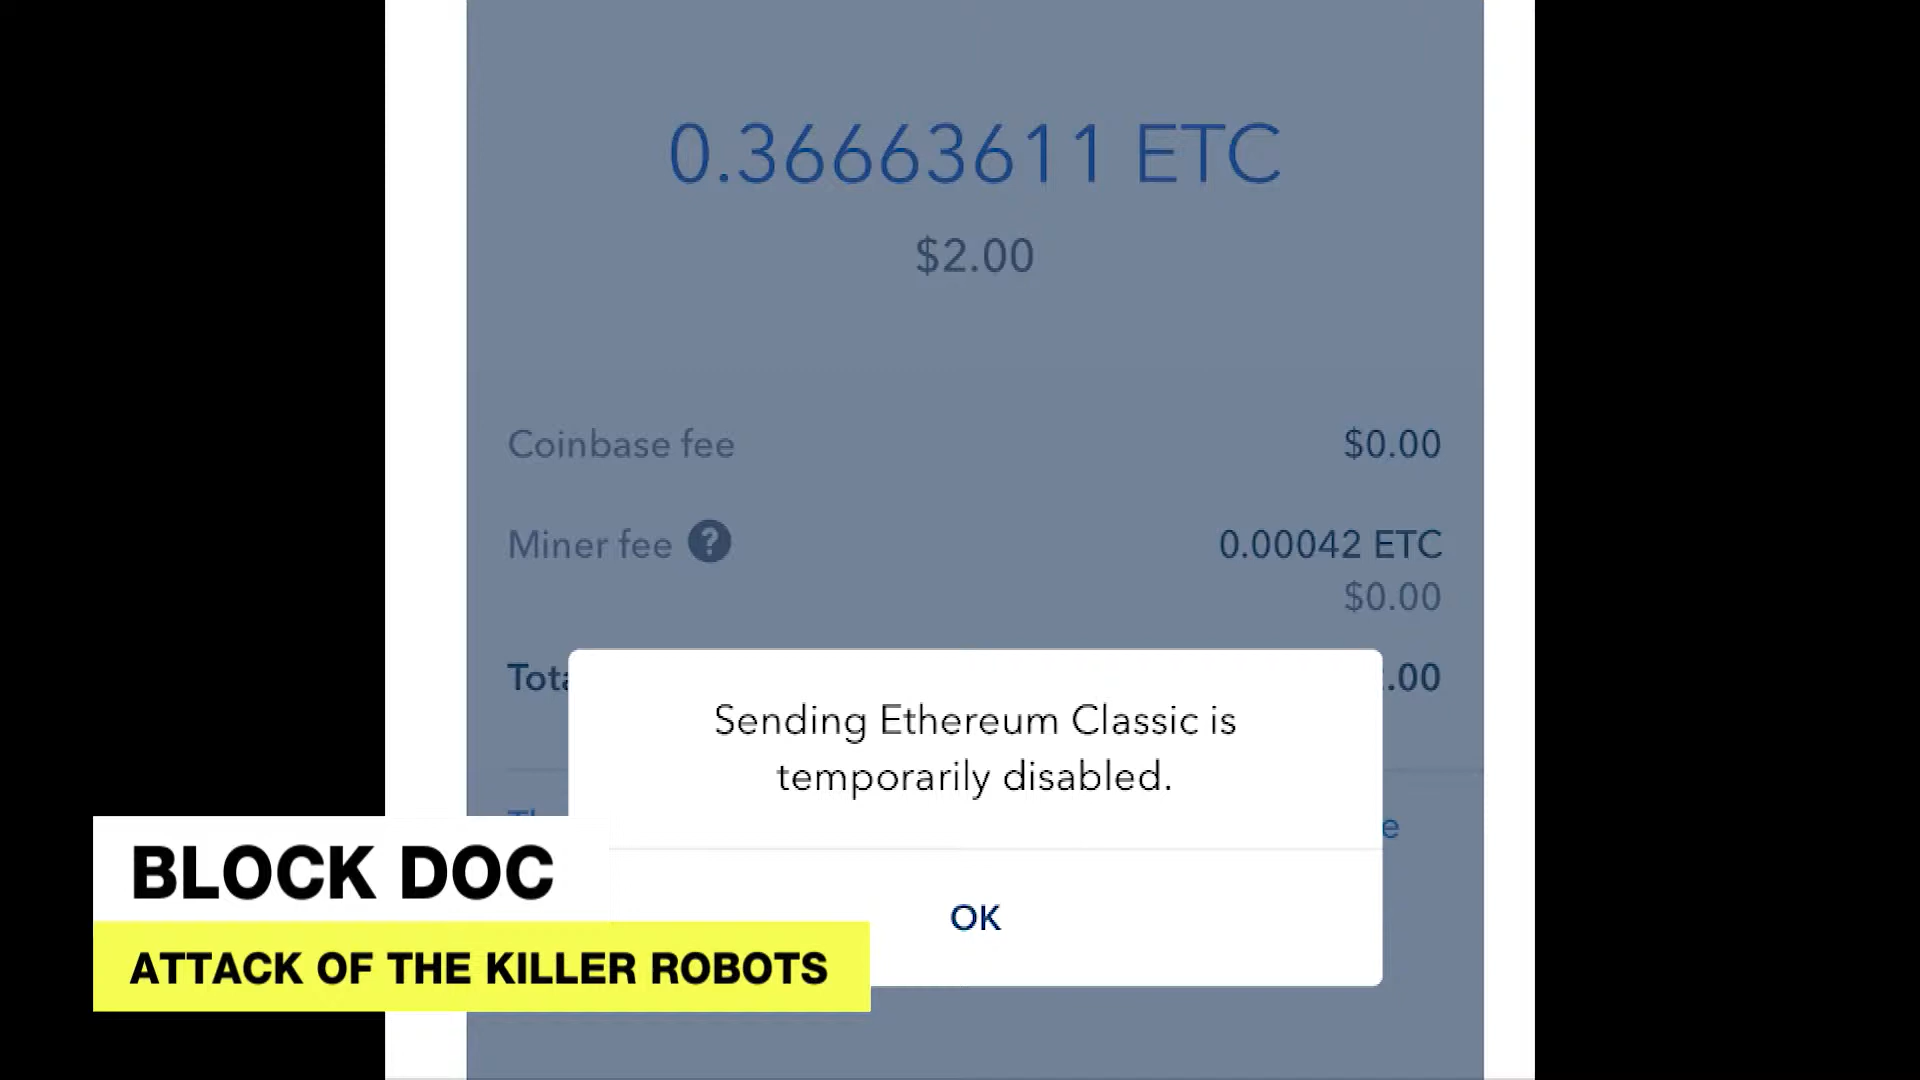 0.36663611 ETC
$2.00
Coinbase fee $0.00
Miner fee ? 0.00042 ETC
$0.00
.00
Sending Ethereum Classic is
temporarily disabled.
OK
BLOCK DOC
ATTACK OF THE KILLER ROBOTS